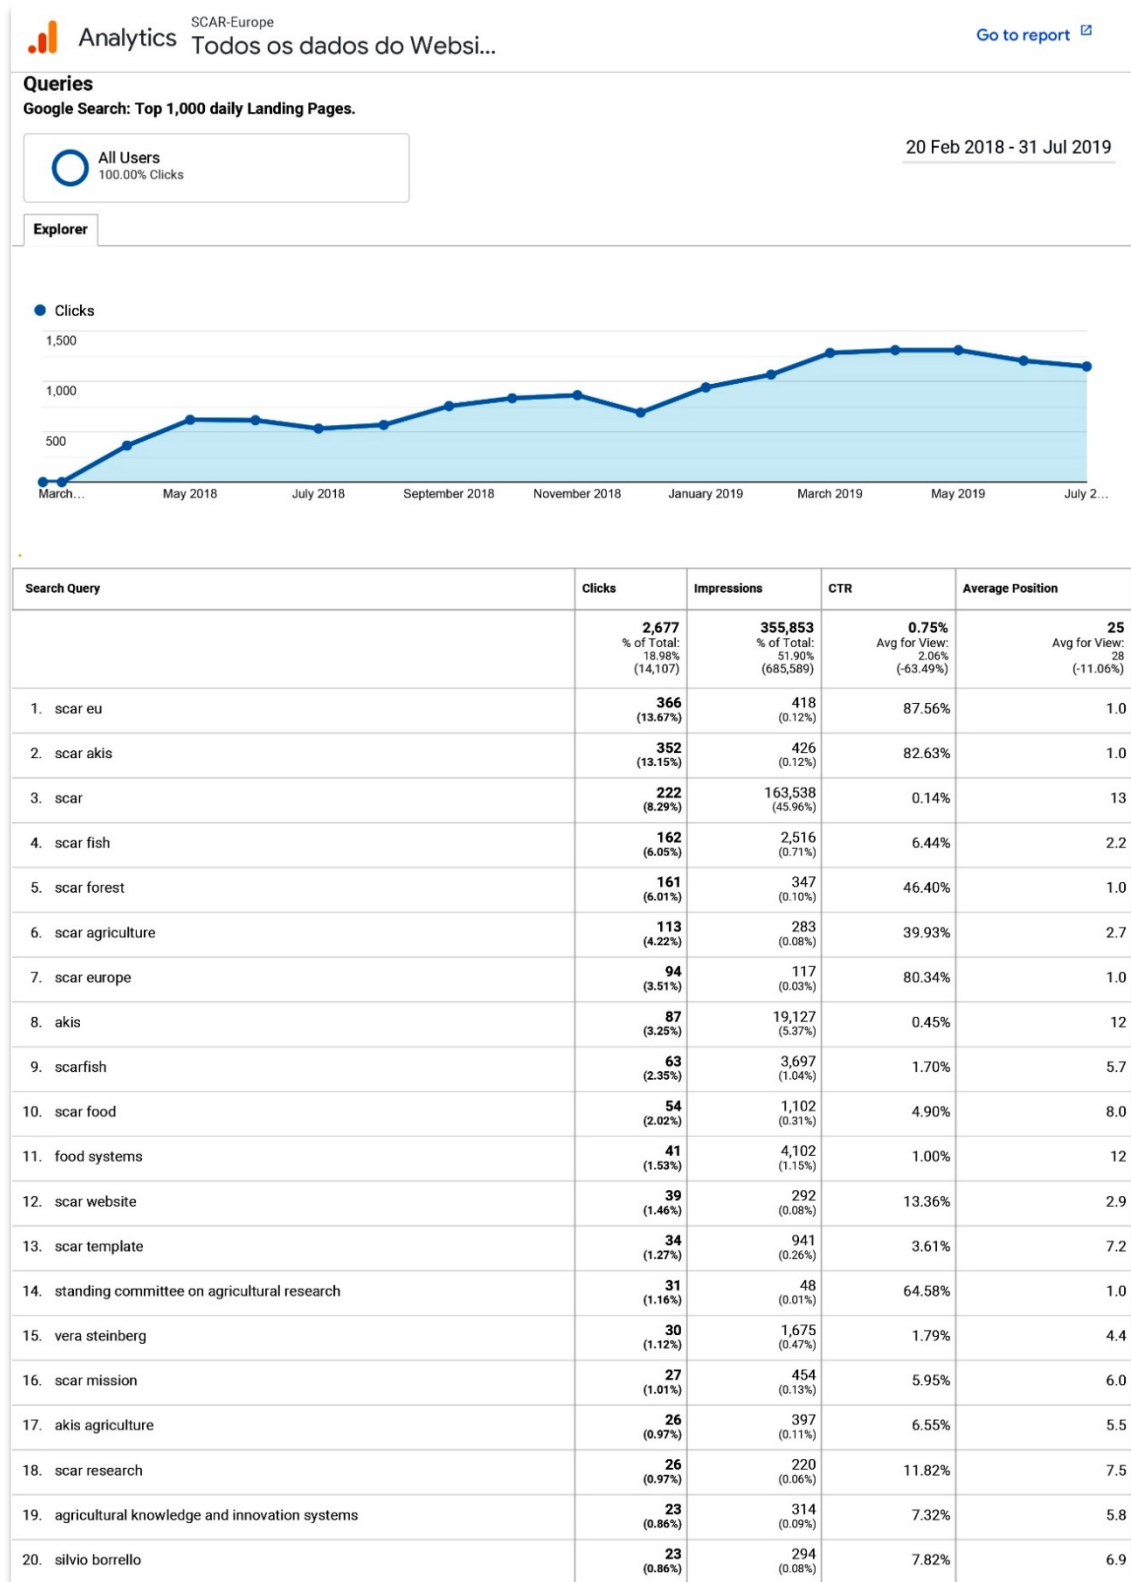 Analytics
SCAR-Europe
Todos os dados do Websi...
Go to report
Queries
Google Search: Top 1,000 daily Landing Pages.
All Users
100.00% Clicks
20 Feb 2018 - 31 Jul 2019
Explorer
Clicks
1,500
1,000
500
March... May 2018 July 2018 September 2018 November 2018 January 2019 March 2019 May 2019 July 2...
Search Query Clicks Impressions CTR Average Position
2,677 355,853 0.75% 25
% of Total: % of Total: Avg for View: Avg for View:
18.98% 51.90% 2.06% 28
(14,107) (685,589) (-63.49%) (-11.06%)
1. scar eu 366 418 87.56% 1.0
(13.67%) (0.12%)
2. scar akis 352 426 82.63% 1.0
(13.15%) (0.12%)
3. scar 222 163,538 0.14% 13
(8.29%) (45.96%)
4. scar fish 162 2,516 6.44% 2.2
(6.05%) (0.71%)
5. scar forest 161 347 46.40% 1.0
(6.01%) (0.10%)
6. scar agriculture 113 283 39.93% 2.7
(4.22%) (0.08%)
7. scar europe 94 117 80.34% 1.0
(3.51%) (0.03%)
8. akis 87 19,127 0.45% 12
(3.25%) (5.37%)
9. scarfish 63 3,697 1.70% 5.7
(2.35%) (1.04%)
10. scar food 54 1,102 4.90% 8.0
(2.02%) (0.31%)
11. food systems 41 4,102 1.00% 12
(1.53%) (1.15%)
12. scar website 39 292 13.36% 2.9
(1.46%) (0.08%)
13. scar template 34 941 3.61% 7.2
(1.27%) (0.26%)
14. standing committee on agricultural research 31 48 64.58% 1.0
(1.16%) (0.01%)
15. vera steinberg 30 1,675 1.79% 4.4
(1.12%) (0.47%)
16. scar mission 27 454 5.95% 6.0
(1.01%) (0.13%)
17. akis agriculture 26 397 6.55% 5.5
(0.97%) (0.11%)
18. scar research 26 220 11.82% 7.5
(0.97%) (0.06%)
19. agricultural knowledge and innovation systems 23 314 7.32% 5.8
(0.86%) (0.09%)
20. silvio borrello 23 294 7.82% 6.9
(0.86%) (0.08%)